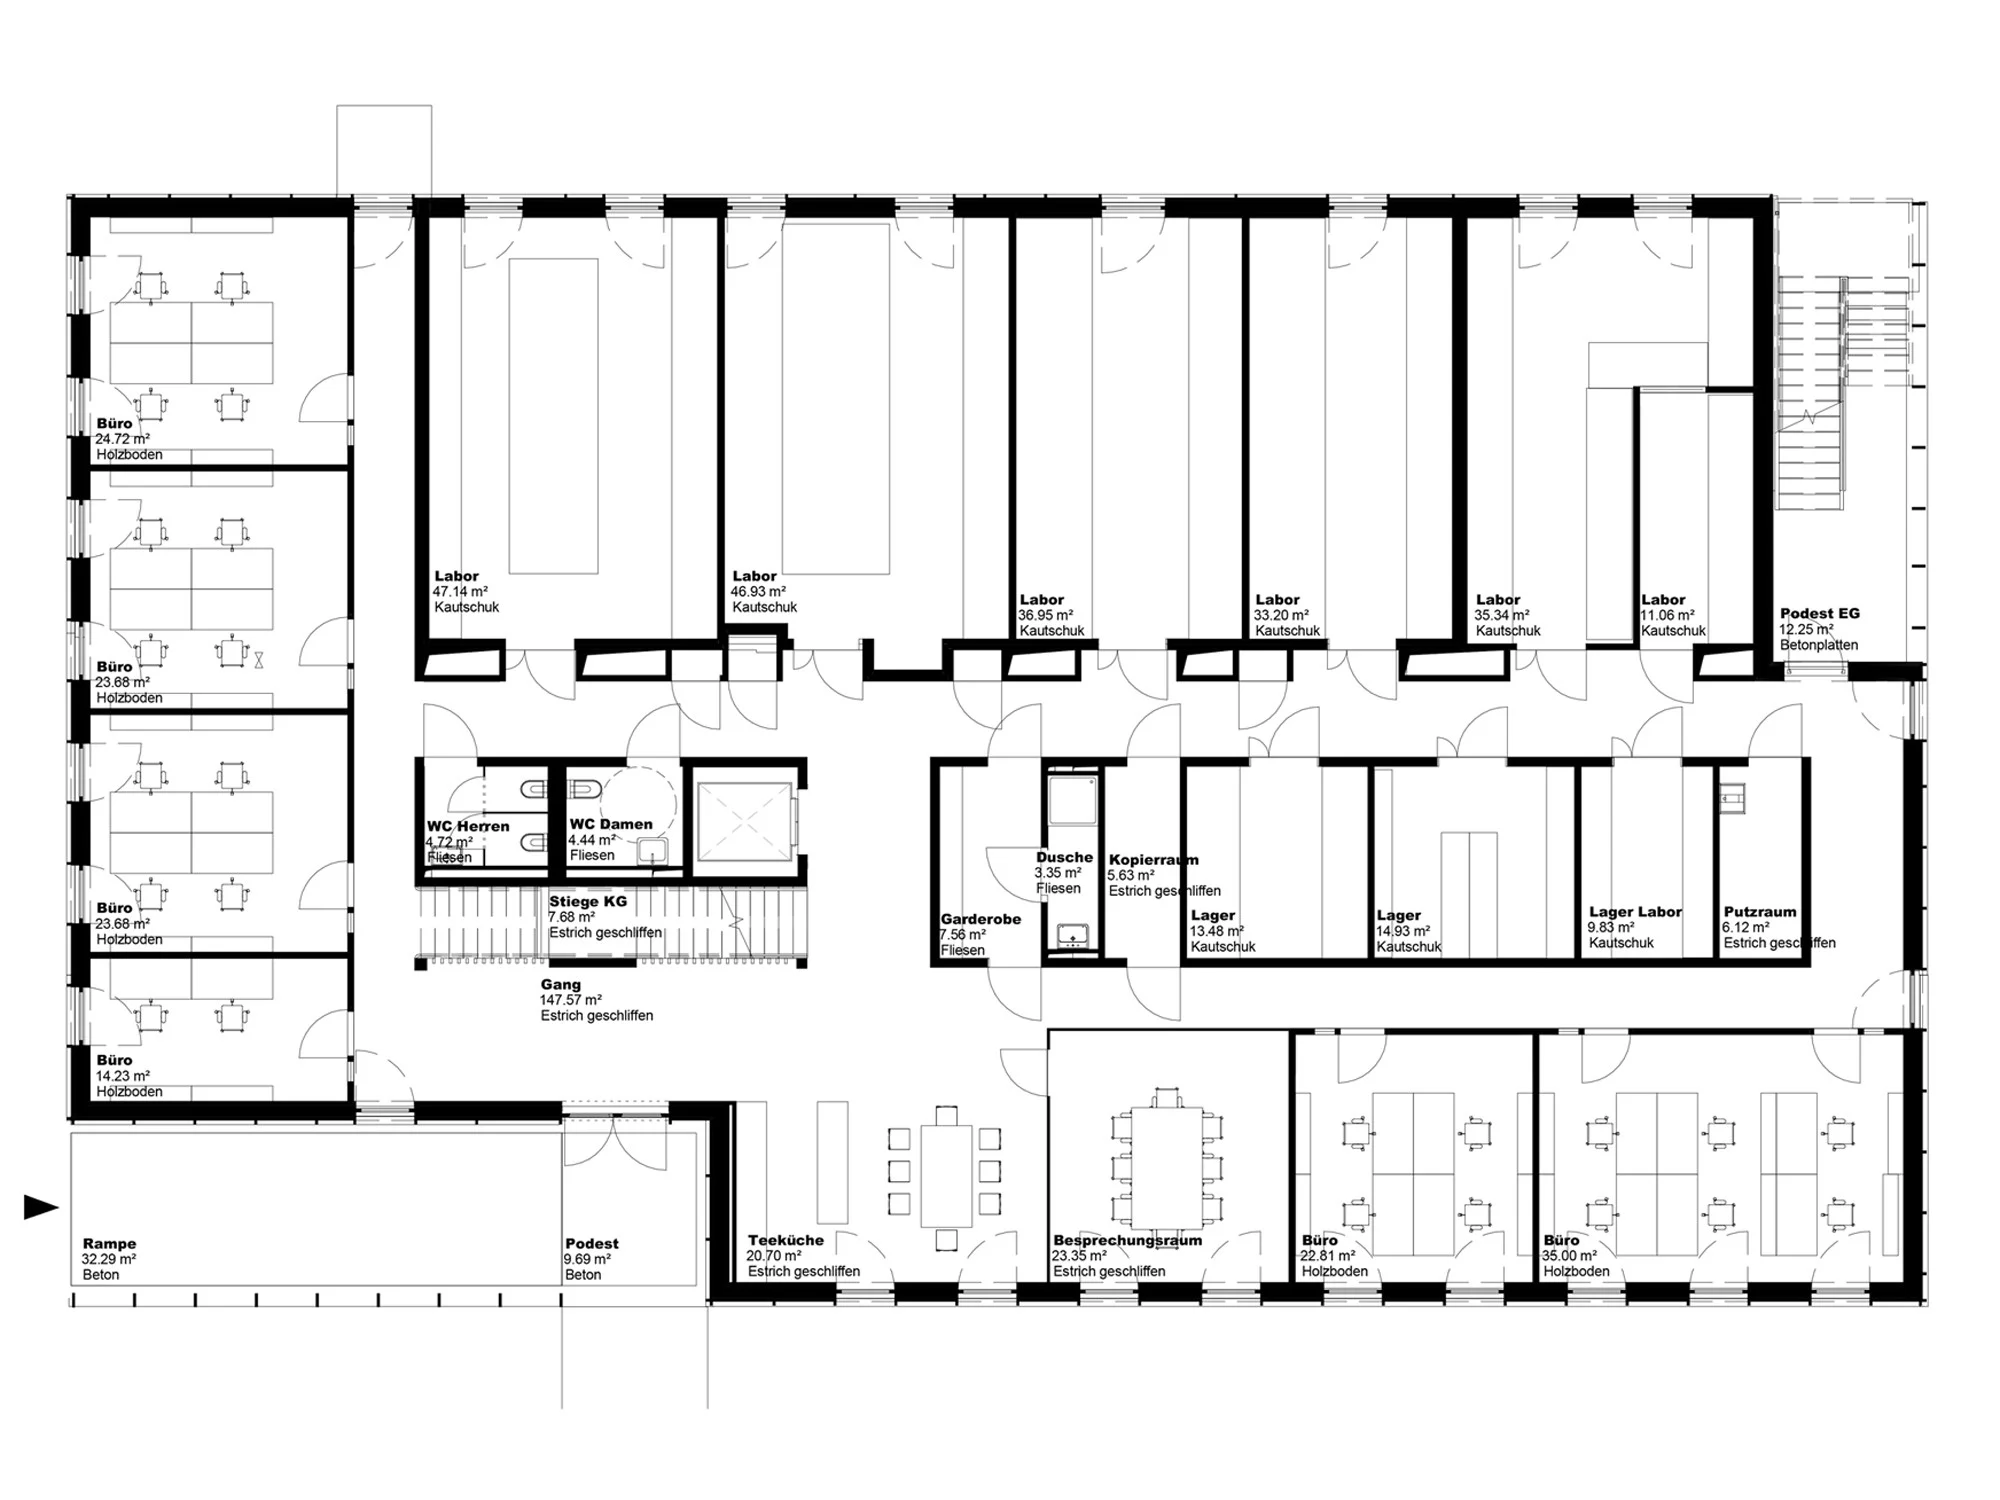 Büro
24.72 m²
Holzboden
Büro
23.68 m²
Holzboden
Büro
23.68 m²
Holzboden
Büro
14.23 m²
Holzboden
Labor
47.14 m²
Kautschuk
Labor
46.93 m²
Kautschuk
Labor
36.95 m²
Kautschuk
Labor
33.20 m²
Kautschuk
Labor
35.34 m²
Kautschuk
Labor
11.06 m²
Kautschuk
Podest EG
12.25 m²
Betonplatten
WC Herren
4.72 m²
Fliesen
WC Damen
4.44 m²
Fliesen
Stiege KG
7.68 m²
Estrich geschliffen
Gang
147.57 m²
Estrich geschliffen
Garderobe
7.56 m²
Fliesen
Dusche
3.35 m²
Fliesen
Kopierraum
5.63 m²
Estrich geschliffen
Lager
13.48 m²
Kautschuk
Lager
14.93 m²
Kautschuk
Lager Labor
9.83 m²
Kautschuk
Putzraum
6.12 m²
Estrich geschliffen
Rampe
32.29 m²
Beton
Podest
9.69 m²
Beton
Teeküche
20.70 m²
Estrich geschliffen
Besprechungsraum
23.35 m²
Estrich geschliffen
Büro
22.81 m²
Holzboden
Büro
35.00 m²
Holzboden